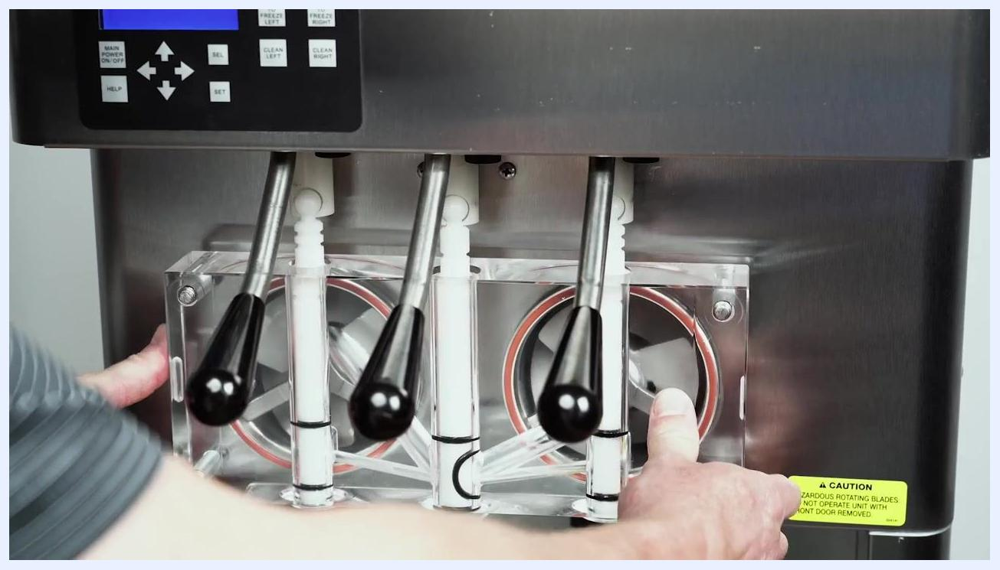 FREEZE
LEFT
FREEZE
RIGHT
MAIN
POWER
ON/OFF
SEL
CLEAN
LEFT
CLEAN
RIGHT
HELP
SET
⚠ CAUTION
ZARDOUS ROTATING BLADES
NOT OPERATE UNIT WITH
ONT DOOR REMOVED.